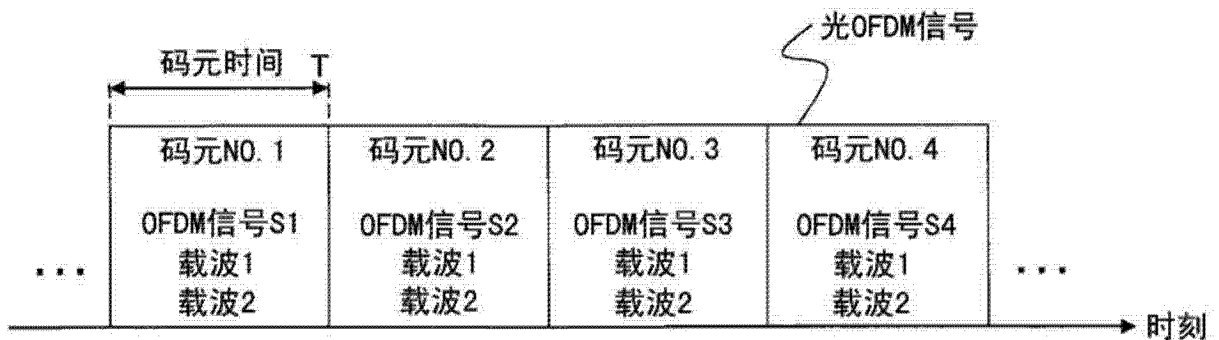 光OFDM信号
码元时间 T
码元NO.1 码元NO.2 码元NO.3 码元NO.4
OFDM信号S1 OFDM信号S2 OFDM信号S3 OFDM信号S4
... 载波1 载波1 载波1 载波1 ...
载波2 载波2 载波2 载波2
时刻